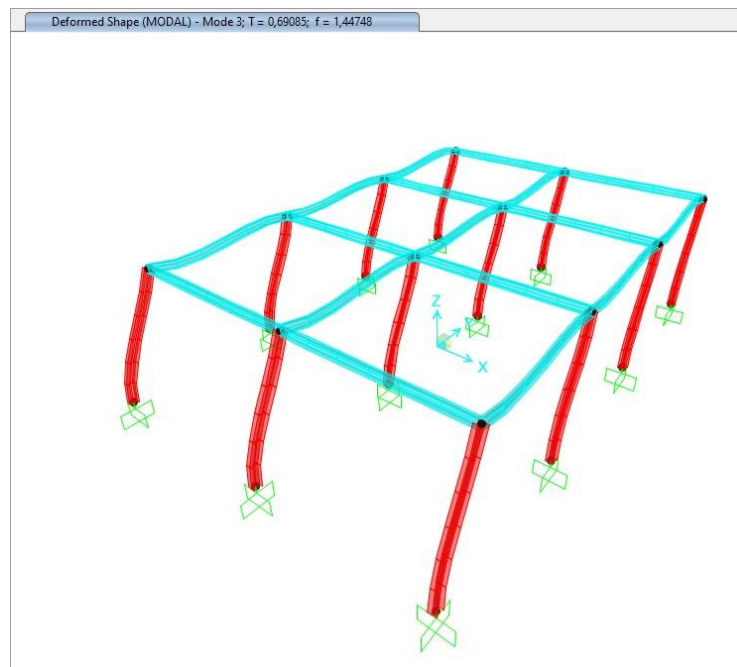 Deformed Shape (MODAL) - Mode 3; T = 0,69085; f = 1,44748
Z
Y
X